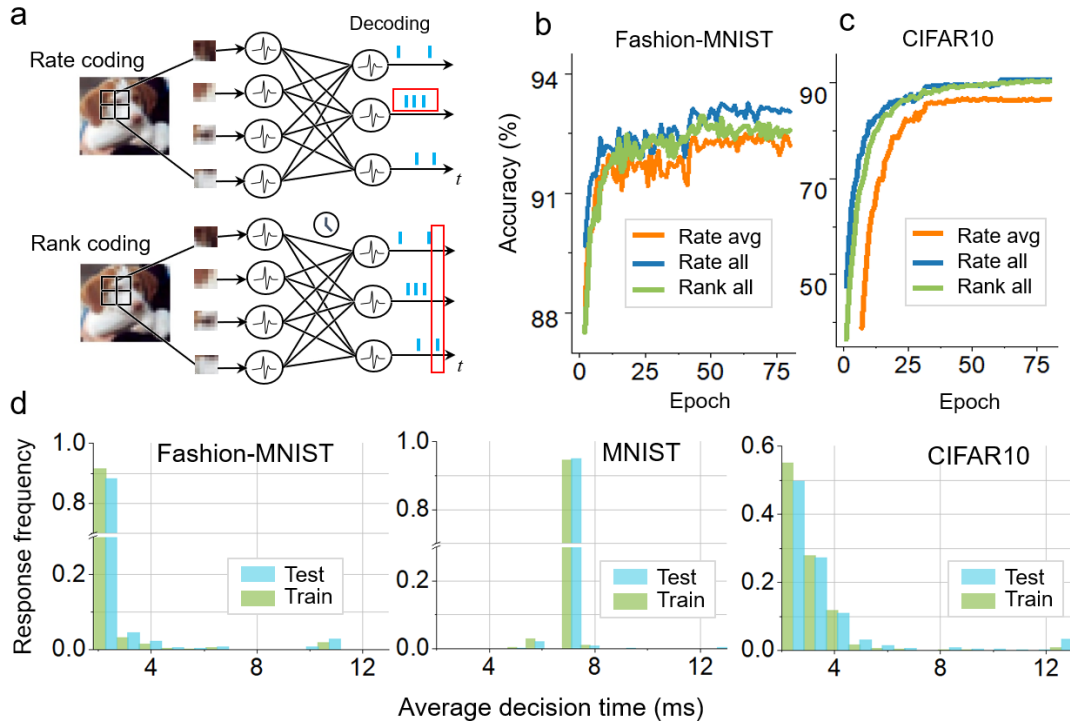 a
Decoding
Rate coding
t
Rank coding
t
b
Fashion-MNIST
Accuracy (%)
94
91
88
Rate avg
Rate all
Rank all
0 25 50 75
Epoch
c
CIFAR10
90
70
50
Rate avg
Rate all
Rank all
0 25 50 75
Epoch
d
Response frequency
Fashion-MNIST
1.0
0.8
0.2
0.0
Test
Train
4 8 12
MNIST
1.0
0.8
0.2
0.0
Test
Train
4 8 12
CIFAR10
0.6
0.4
0.2
0.0
Test
Train
4 8 12
Average decision time (ms)